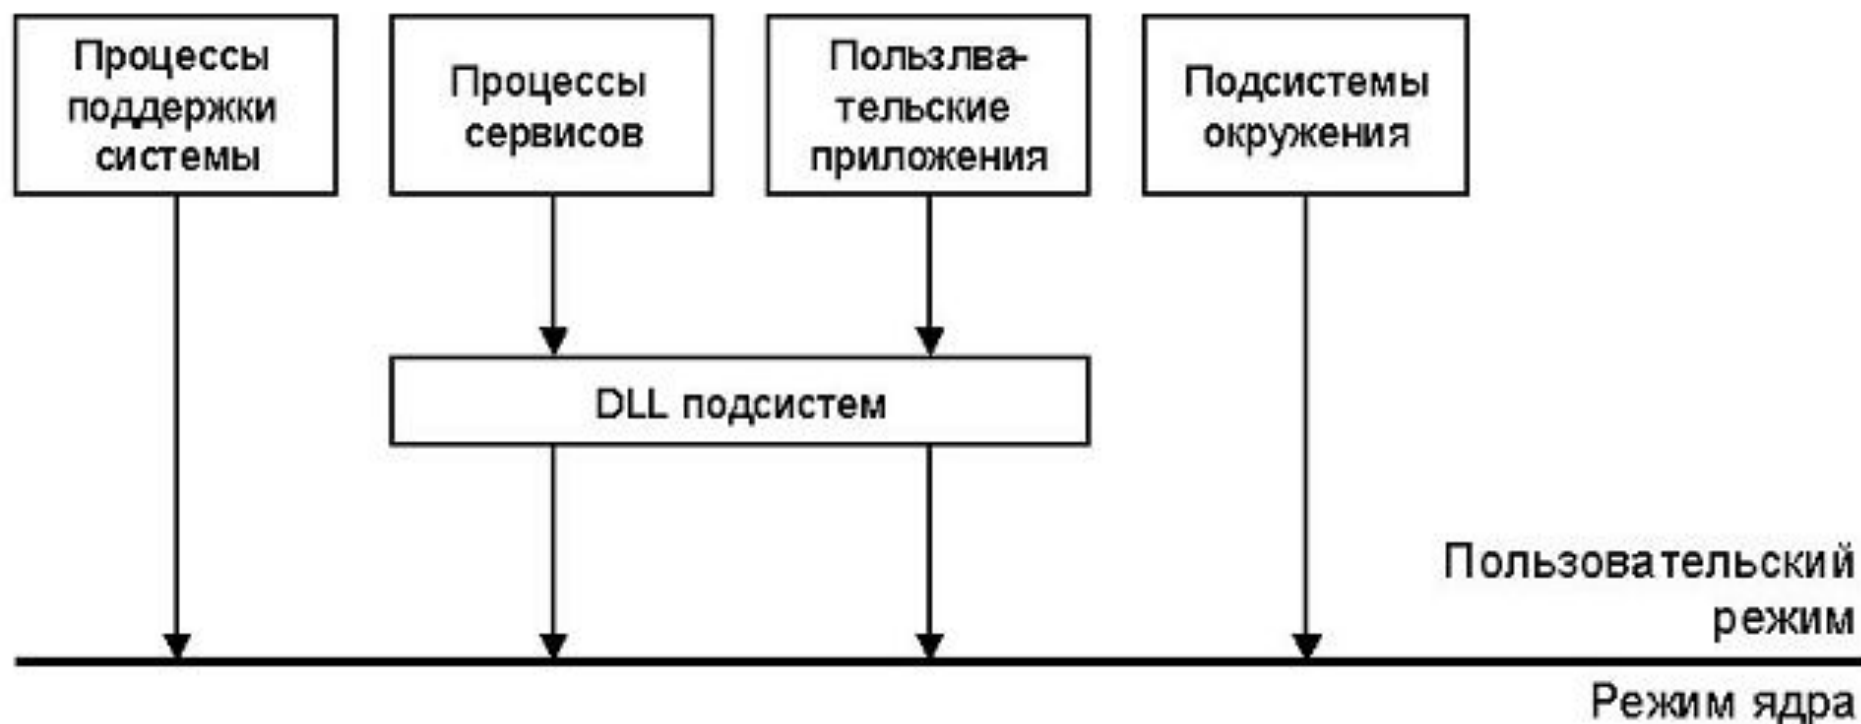 Процессы
поддержки
системы
Процессы
сервисов
Пользлва-
тельские
приложения
Подсистемы
окружения
DLL подсистем
Пользовательский
режим
Режим ядра